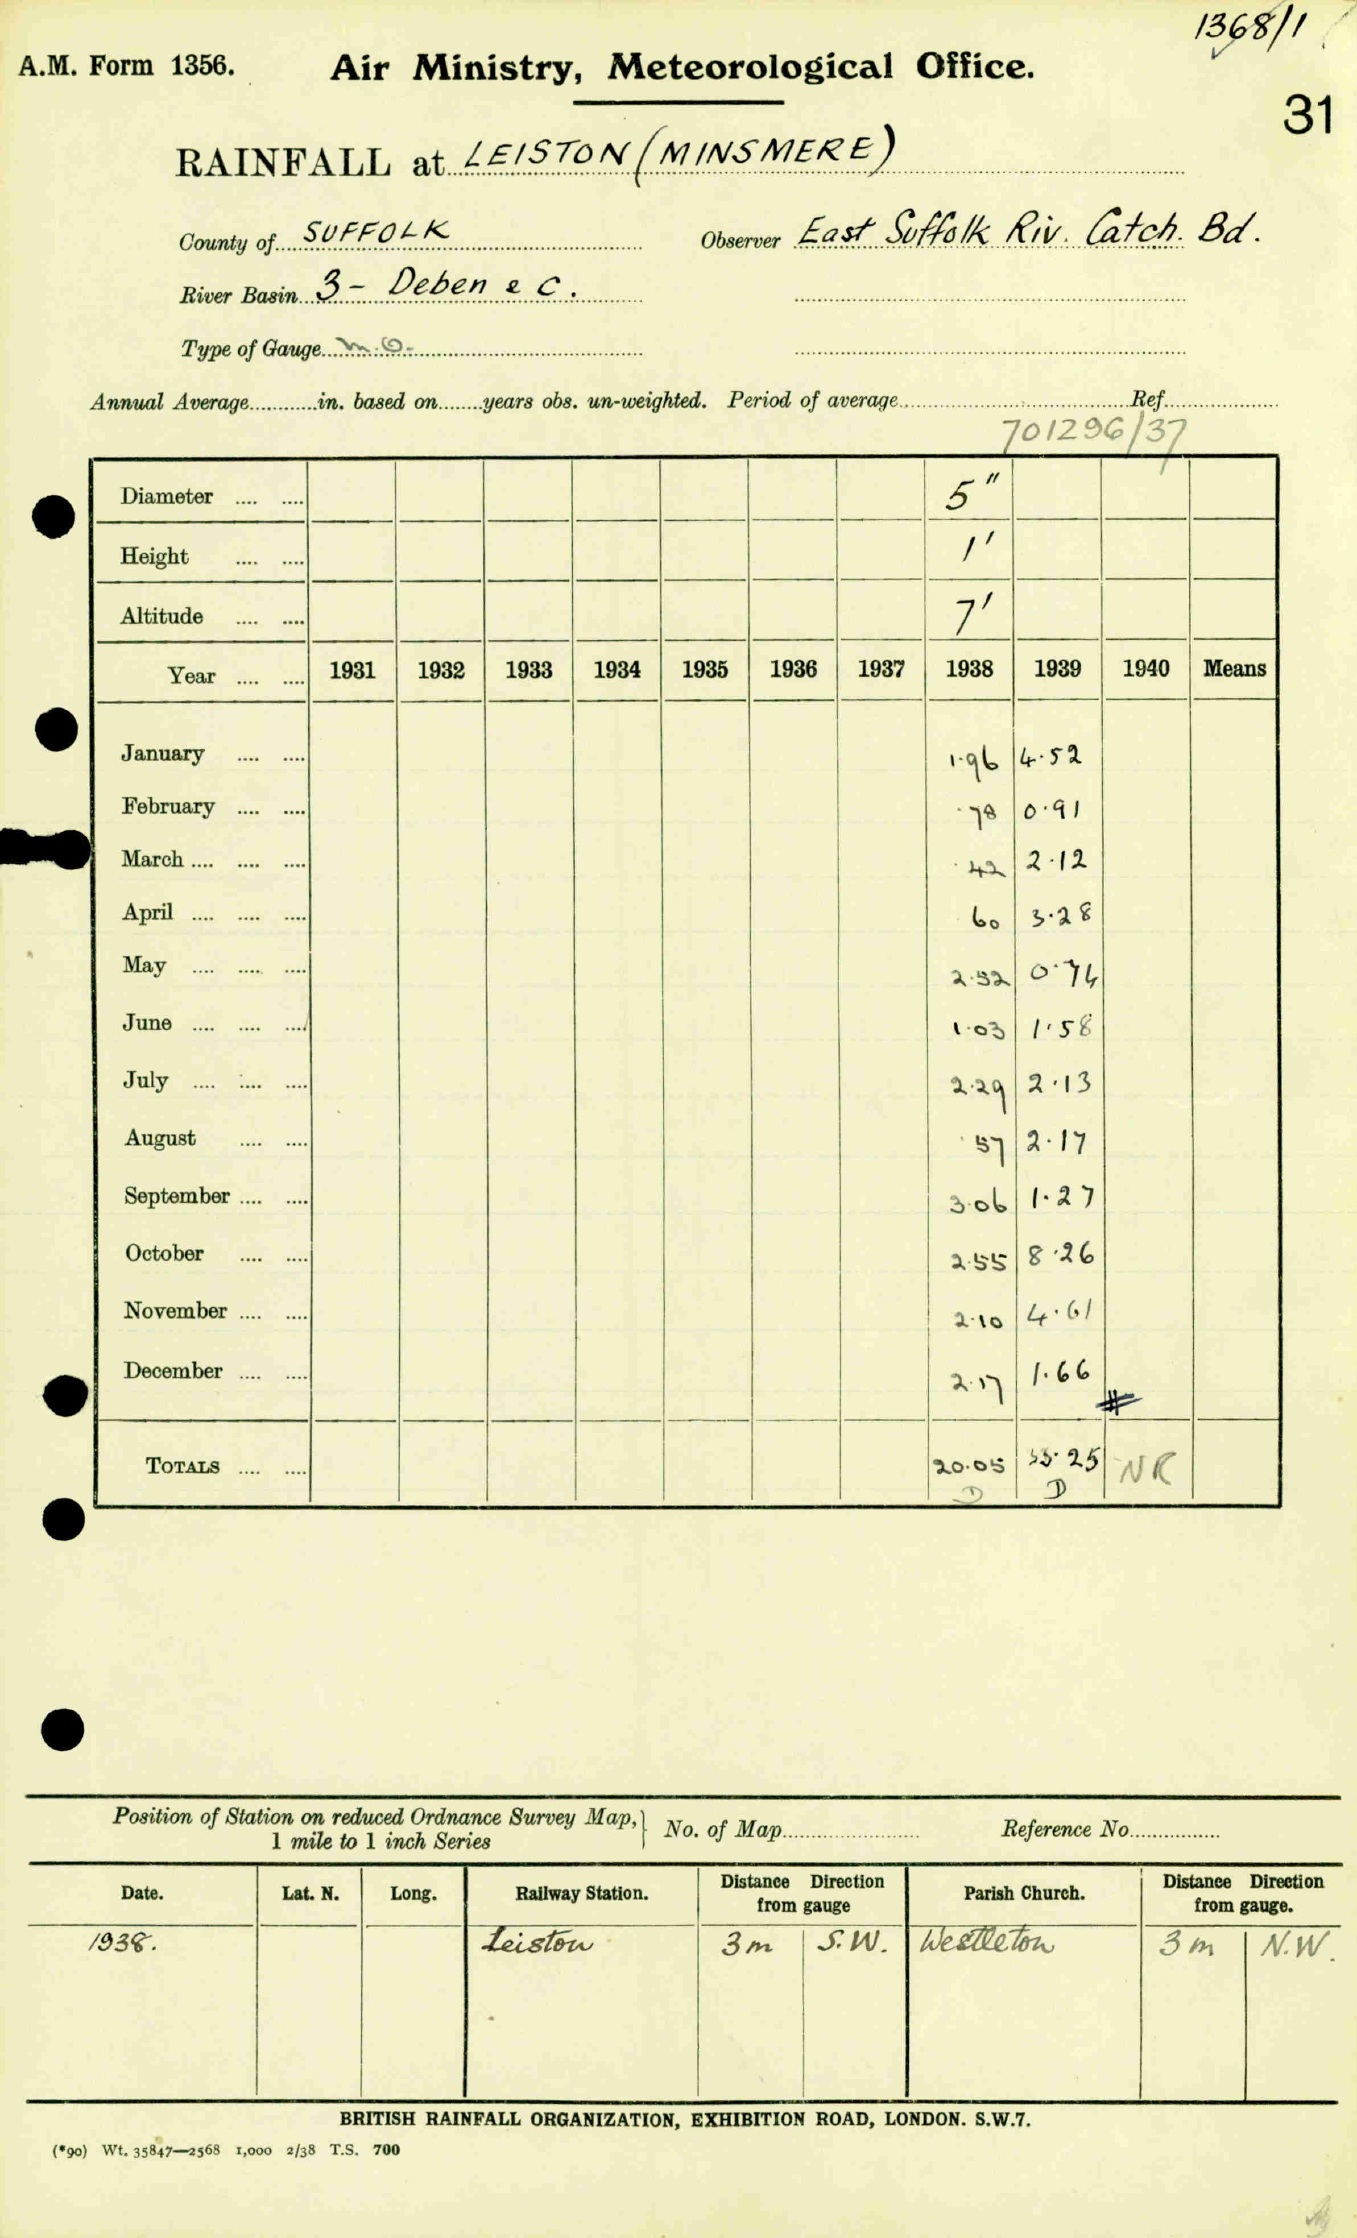 1368/1
A.M. Form 1356. Air Ministry, Meteorological Office.
31
RAINFALL at LEISTON (MINSMERE)
County of SUFFOLK Observer East Suffolk Riv. Catch. Bd.
River Basin 3 - Deben & C.
Type of Gauge M.O.
Annual Average............in. based on........years obs. un-weighted. Period of average.......... Ref..........
701296/37
Diameter .... .... 5"
Height .... .... 1'
Altitude .... .... 7'
Year .... .... 1931 1932 1933 1934 1935 1936 1937 1938 1939 1940 Means
January .... .... 1.96 4.52
February .... .... .78 0.91
March .... .... .... .42 2.12
April .... .... .... .60 3.28
May .... .... .... 2.52 0.74
June .... .... .... 1.03 1.58
July .... .... .... 2.29 2.13
August .... .... .57 2.17
September .... .... 3.06 1.27
October .... .... 2.55 8.26
November .... .... 2.10 4.61
December .... .... 2.17 1.66
#
TOTALS .... .... 20.05 33.25 NR
D D
Position of Station on reduced Ordnance Survey Map,} No. of Map.......... Reference No..........
1 mile to 1 inch Series
Date. Lat. N. Long. Railway Station. Distance Direction from gauge Parish Church. Distance Direction from gauge.
1938. Leiston 3m S.W. Westleton 3m N.W.
BRITISH RAINFALL ORGANIZATION, EXHIBITION ROAD, LONDON. S.W.7.
(*90) Wt. 35847—2568 1,000 2/38 T.S. 700